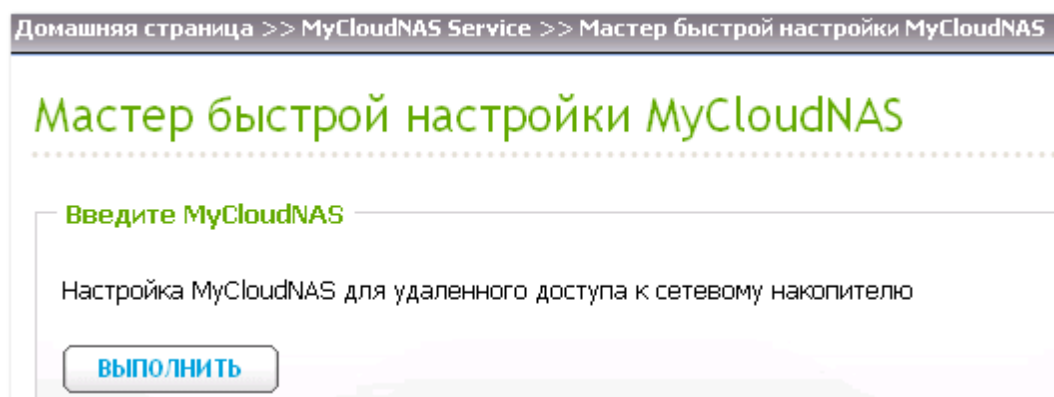 Домашняя страница >> MyCloudNAS Service >> Мастер быстрой настройки MyCloudNAS
Мастер быстрой настройки MyCloudNAS
Введите MyCloudNAS
Настройка MyCloudNAS для удаленного доступа к сетевому накопителю
ВЫПОЛНИТЬ